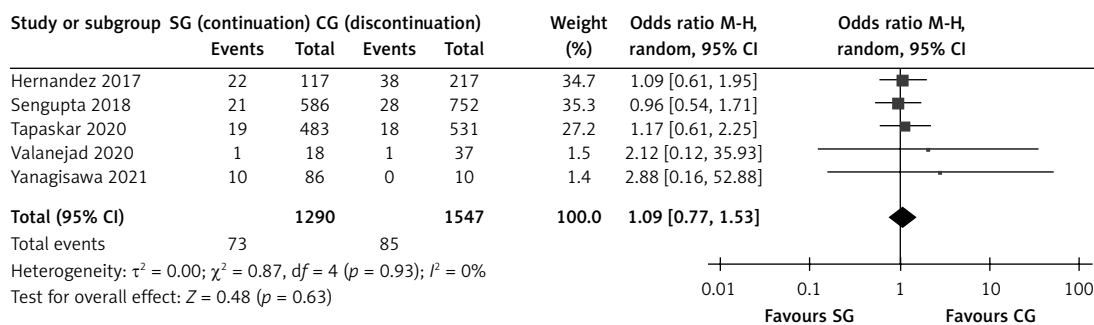 Study or subgroup SG (continuation) CG (discontinuation) Weight Odds ratio M-H, Odds ratio M-H,
Events Total Events Total (%) random, 95% CI random, 95% CI
Hernandez 2017 22 117 38 217 34.7 1.09 [0.61, 1.95]
Sengupta 2018 21 586 28 752 35.3 0.96 [0.54, 1.71]
Tapaskar 2020 19 483 18 531 27.2 1.17 [0.61, 2.25]
Valanejad 2020 1 18 1 37 1.5 2.12 [0.12, 35.93]
Yanagisawa 2021 10 86 0 10 1.4 2.88 [0.16, 52.88]
Total (95% CI) 1290 1547 100.0 1.09 [0.77, 1.53]
Total events 73 85
Heterogeneity: τ² = 0.00; χ² = 0.87, df = 4 (p = 0.93); I² = 0%
Test for overall effect: Z = 0.48 (p = 0.63)
0.01 0.1 1 10 100
Favours SG Favours CG